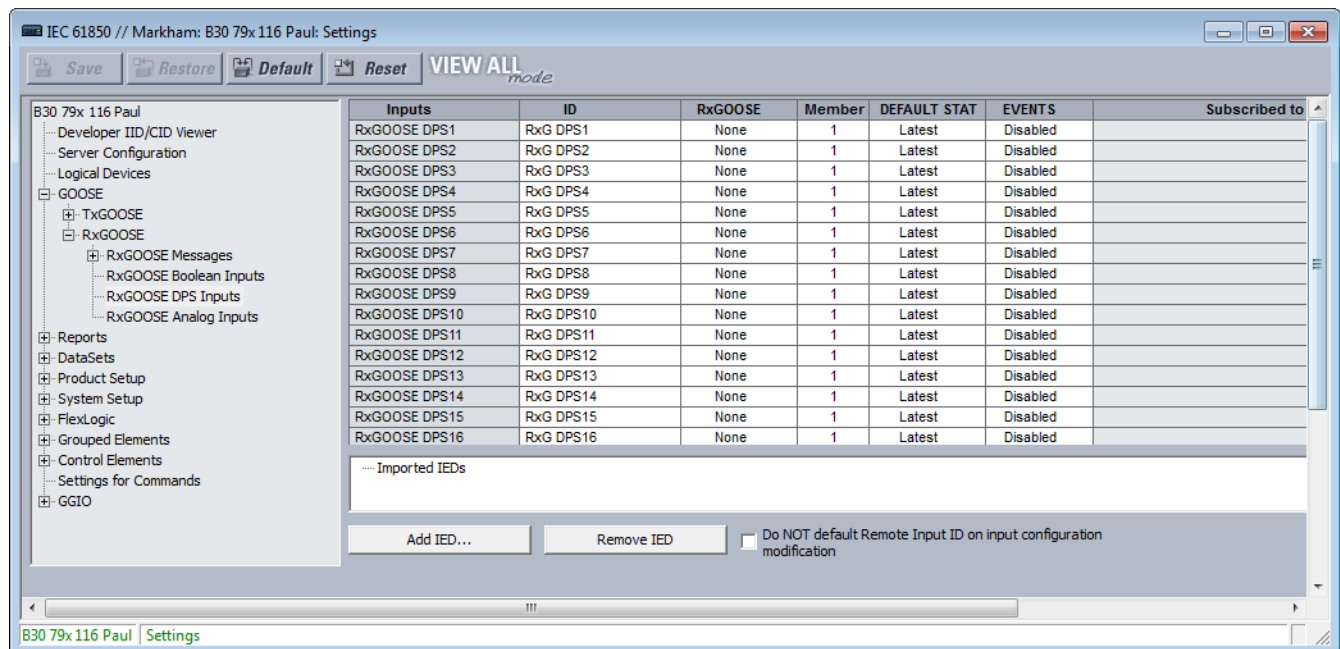 IEC 61850 // Markham: B30 79x 116 Paul: Settings
Save Restore Default Reset VIEW ALL mode
B30 79x 116 Paul
Developer IID/CID Viewer
Server Configuration
Logical Devices
GOOSE
TxGOOSE
RxGOOSE
RxGOOSE Messages
RxGOOSE Boolean Inputs
RxGOOSE DPS Inputs
RxGOOSE Analog Inputs
Reports
DataSets
Product Setup
System Setup
FlexLogic
Grouped Elements
Control Elements
Settings for Commands
GGIO
Inputs ID RxGOOSE Member DEFAULT STAT EVENTS Subscribed to
RxGOOSE DPS1 RxG DPS1 None 1 Latest Disabled
RxGOOSE DPS2 RxG DPS2 None 1 Latest Disabled
RxGOOSE DPS3 RxG DPS3 None 1 Latest Disabled
RxGOOSE DPS4 RxG DPS4 None 1 Latest Disabled
RxGOOSE DPS5 RxG DPS5 None 1 Latest Disabled
RxGOOSE DPS6 RxG DPS6 None 1 Latest Disabled
RxGOOSE DPS7 RxG DPS7 None 1 Latest Disabled
RxGOOSE DPS8 RxG DPS8 None 1 Latest Disabled
RxGOOSE DPS9 RxG DPS9 None 1 Latest Disabled
RxGOOSE DPS10 RxG DPS10 None 1 Latest Disabled
RxGOOSE DPS11 RxG DPS11 None 1 Latest Disabled
RxGOOSE DPS12 RxG DPS12 None 1 Latest Disabled
RxGOOSE DPS13 RxG DPS13 None 1 Latest Disabled
RxGOOSE DPS14 RxG DPS14 None 1 Latest Disabled
RxGOOSE DPS15 RxG DPS15 None 1 Latest Disabled
RxGOOSE DPS16 RxG DPS16 None 1 Latest Disabled
Imported IEDs
Add IED... Remove IED
Do NOT default Remote Input ID on input configuration
modification
B30 79x 116 Paul Settings